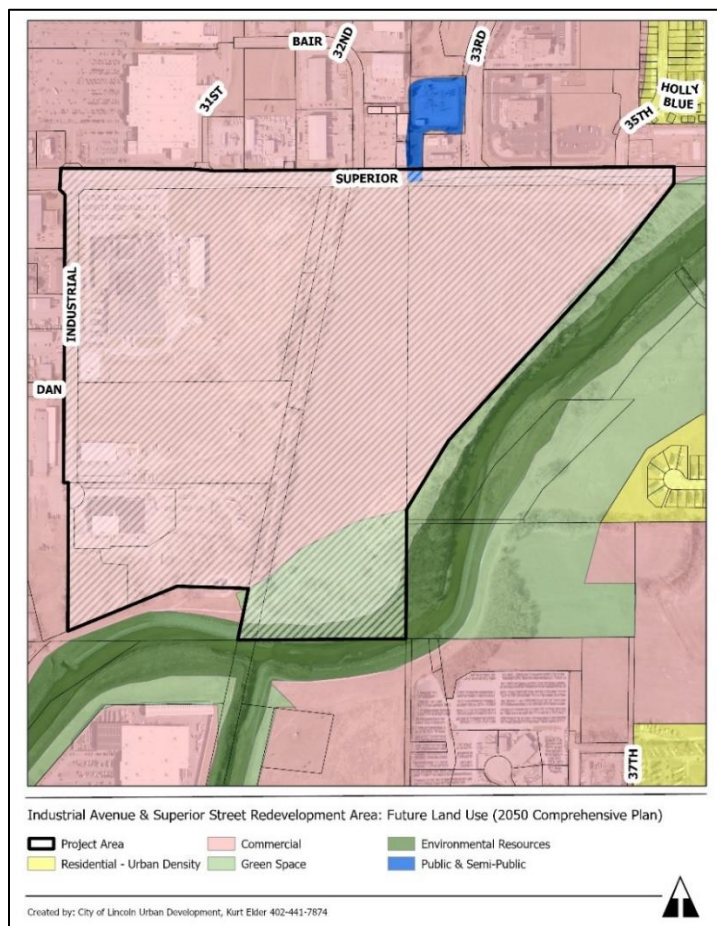 BAIR
32ND
33RD
31ST
HOLLY
BLUE
35TH
SUPERIOR
INDUSTRIAL
DAN
37TH
Industrial Avenue & Superior Street Redevelopment Area: Future Land Use (2050 Comprehensive Plan)
Project Area
Commercial
Environmental Resources
Residential - Urban Density
Green Space
Public & Semi-Public
Created by: City of Lincoln Urban Development, Kurt Elder 402-441-7874